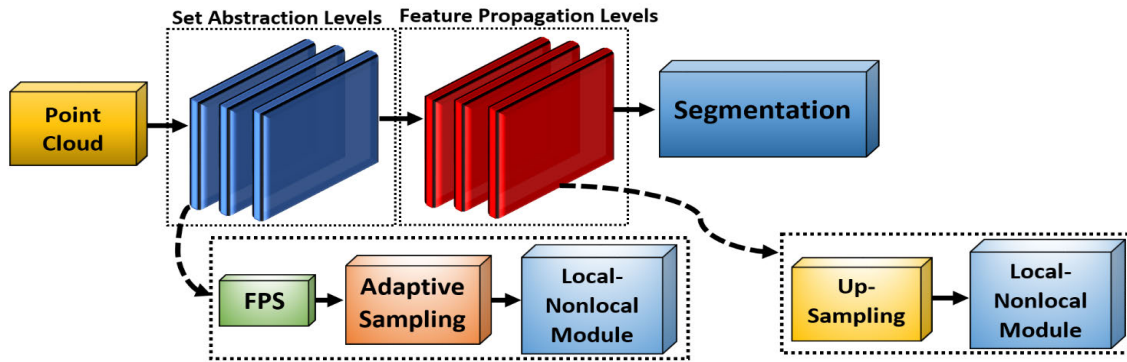 Set Abstraction Levels
Feature Propagation Levels
Point
Cloud
Segmentation
FPS
Adaptive
Sampling
Local-
Nonlocal
Module
Up-
Sampling
Local-
Nonlocal
Module